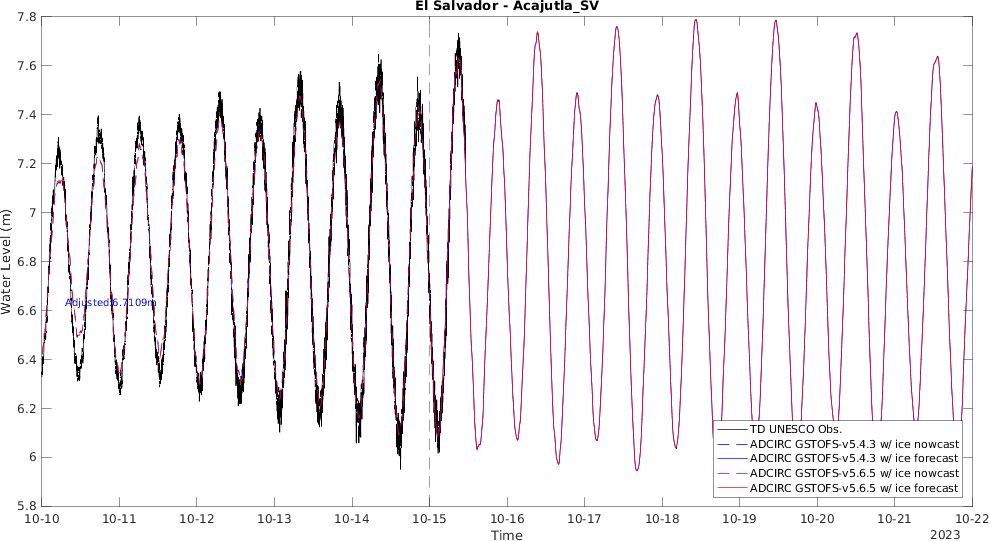 El Salvador - Acajutla_SV
Water Level (m)
7.8
7.6
7.4
7.2
7
6.8
6.6
6.4
6.2
6
5.8
Adjusted:6.7109m
TD UNESCO Obs.
ADCIRC GSTOFS-v5.4.3 w/ ice nowcast
ADCIRC GSTOFS-v5.4.3 w/ ice forecast
ADCIRC GSTOFS-v5.6.5 w/ ice nowcast
ADCIRC GSTOFS-v5.6.5 w/ ice forecast
10-10 10-11 10-12 10-13 10-14 10-15 10-16 10-17 10-18 10-19 10-20 10-21 10-22
Time
2023